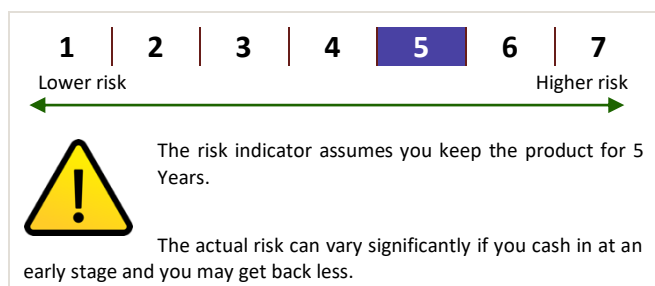 1 2 3 4 5 6 7
Lower risk Higher risk
The risk indicator assumes you keep the product for 5
Years.
The actual risk can vary significantly if you cash in at an
early stage and you may get back less.